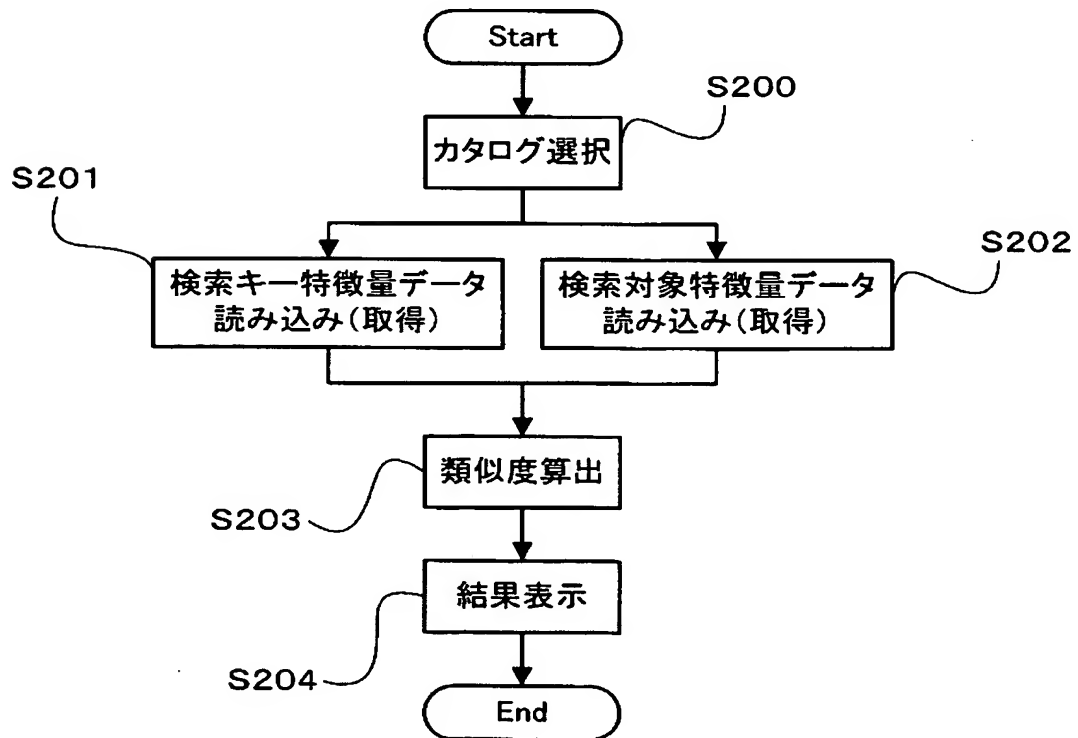 Start
S200
カタログ選択
S201
S202
検索キー特徴量データ
読み込み(取得)
検索対象特徴量データ
読み込み(取得)
類似度算出
S203
結果表示
S204
End